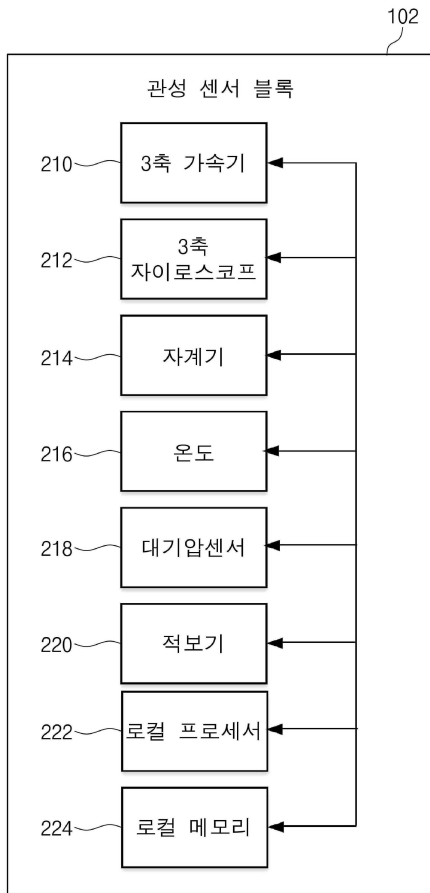 102
관성 센서 블록
210 3축 가속기
212 3축
자이로스코프
214 자계기
216 온도
218 대기압센서
220 적보기
222 로컬 프로세서
224 로컬 메모리